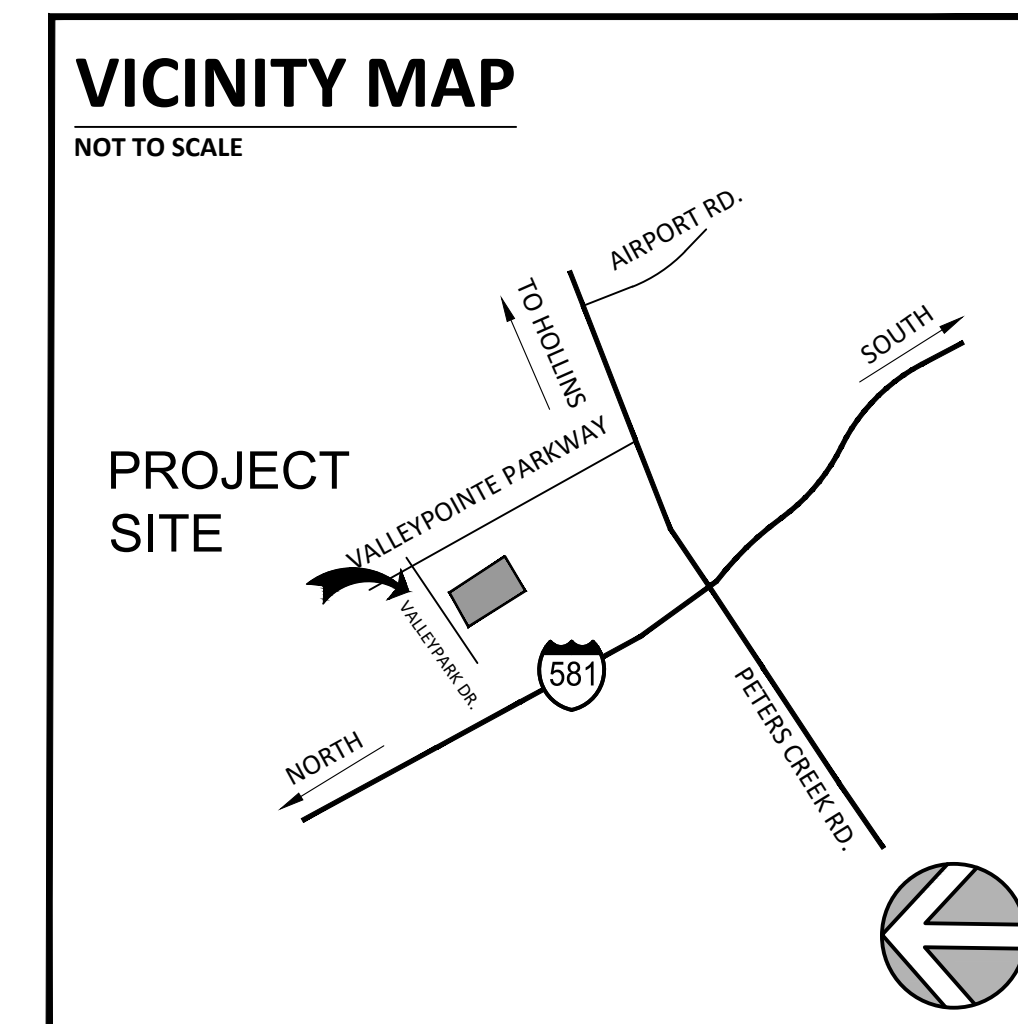 VICINITY MAP
NOT TO SCALE
AIRPORT RD.
TO HOLLINS
SOUTH
VALLEYPOINTE PARKWAY
PROJECT
SITE
VALLEYPARK DR.
581
PETERS CREEK RD.
NORTH